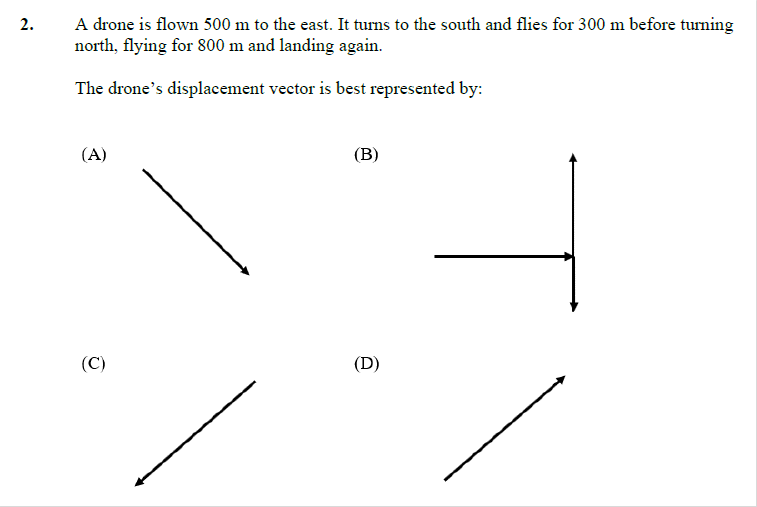 2. A drone is flown 500 m to the east. It turns to the south and flies for 300 m before turning
north, flying for 800 m and landing again.
The drone's displacement vector is best represented by:
(A) (B)
(C) (D)